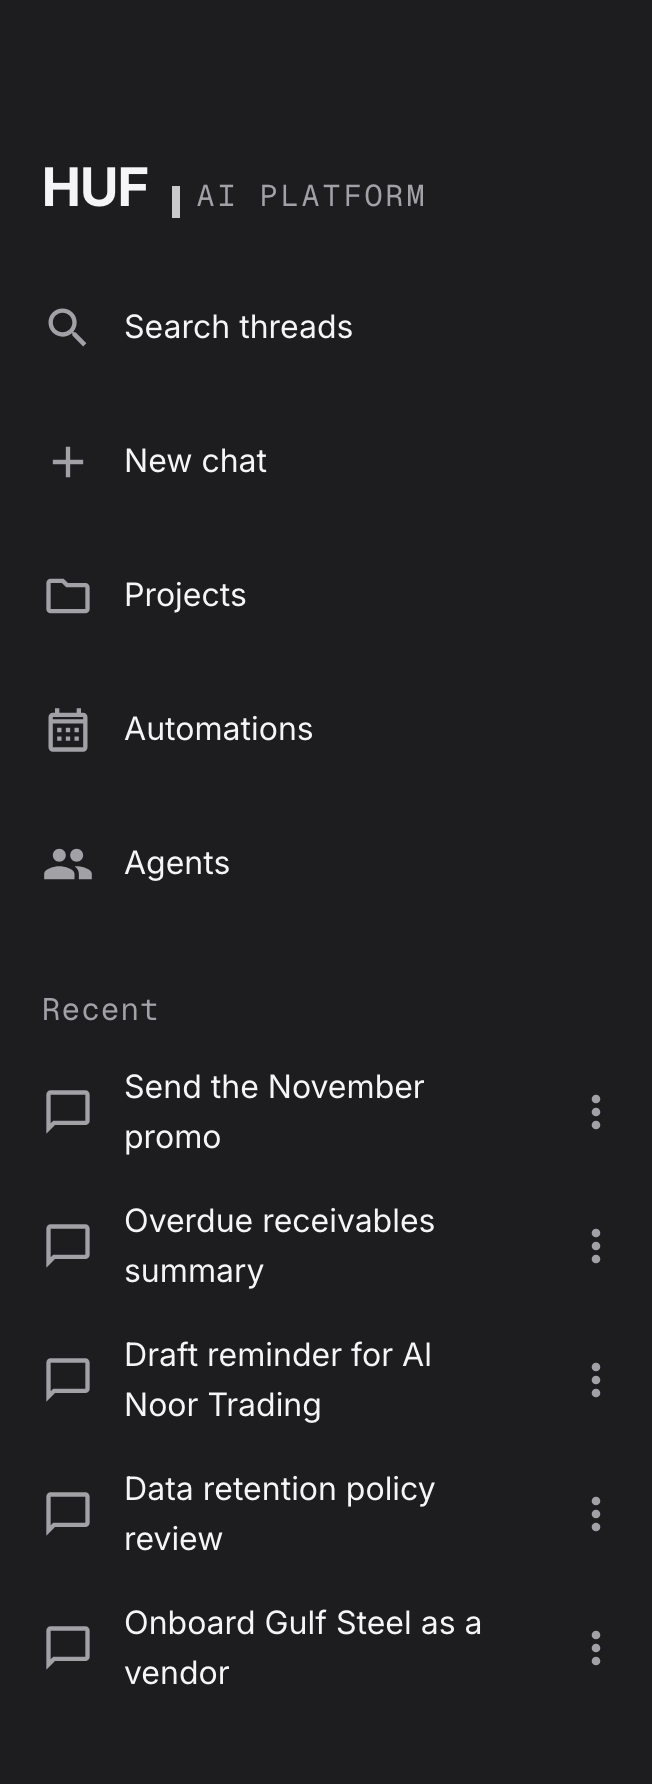 HUF AI PLATFORM
Search threads
New chat
Projects
Automations
Agents
Recent
Send the November
promo
Overdue receivables
summary
Draft reminder for Al
Noor Trading
Data retention policy
review
Onboard Gulf Steel as a
vendor